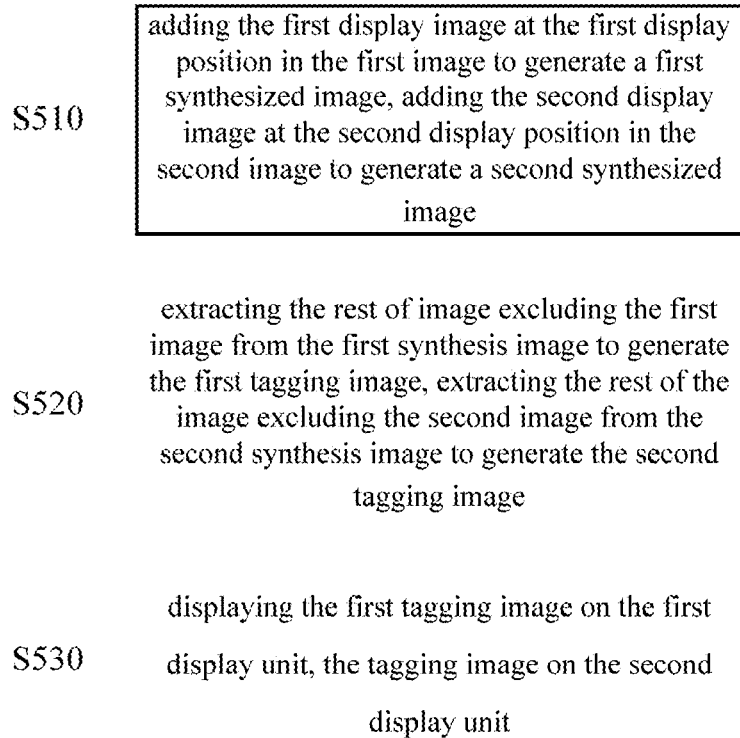 adding the first display image at the first display
position in the first image to generate a first
S510
synthesized image, adding the second display
image at the second display position in the
second image to generate a second synthesized
image
extracting the rest of image excluding the first
image from the first synthesis image to generate
the first tagging image, extracting the rest of the
S520
image excluding the second image from the
second synthesis image to generate the second
tagging image
displaying the first tagging image on the first
S530
display unit, the tagging image on the second
display unit